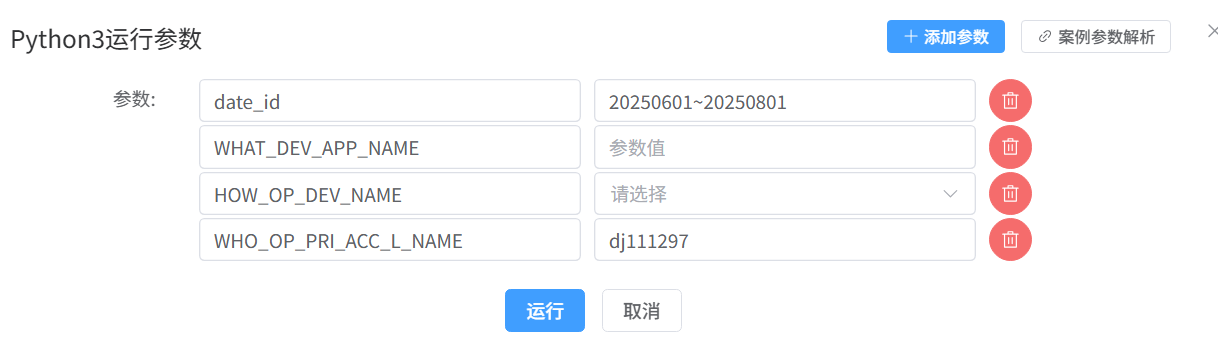 Python3运行参数
添加参数
案例参数解析
参数:
date_id
20250601~20250801
WHAT_DEV_APP_NAME
参数值
HOW_OP_DEV_NAME
请选择
WHO_OP_PRI_ACC_L_NAME
dj111297
运行
取消